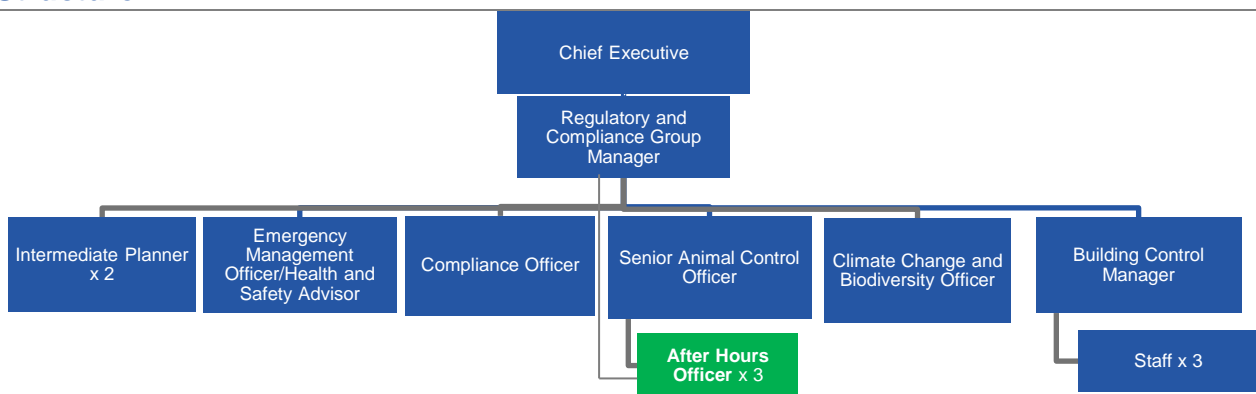 Chief Executive
Regulatory and
Compliance Group
Manager
Intermediate Planner
x 2
Emergency
Management
Officer/Health and
Safety Advisor
Compliance Officer
Senior Animal Control
Officer
Climate Change and
Biodiversity Officer
Building Control
Manager
After Hours
Officer x 3
Staff x 3